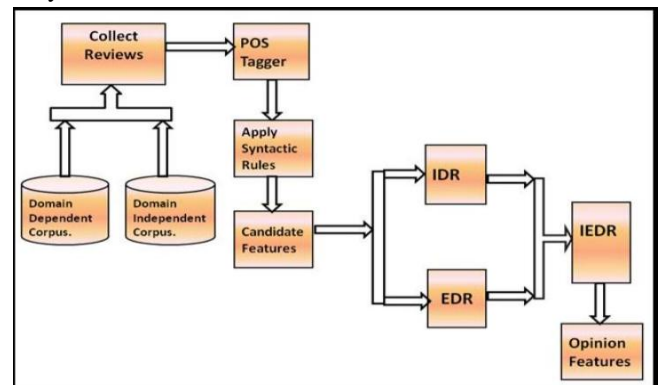 Collect
Reviews
POS
Tagger
Apply
Syntactic
Rules
Domain
Dependent
Corpus.
Domain
Independent
Corpus.
Candidate
Features
IDR
EDR
IEDR
Opinion
Features